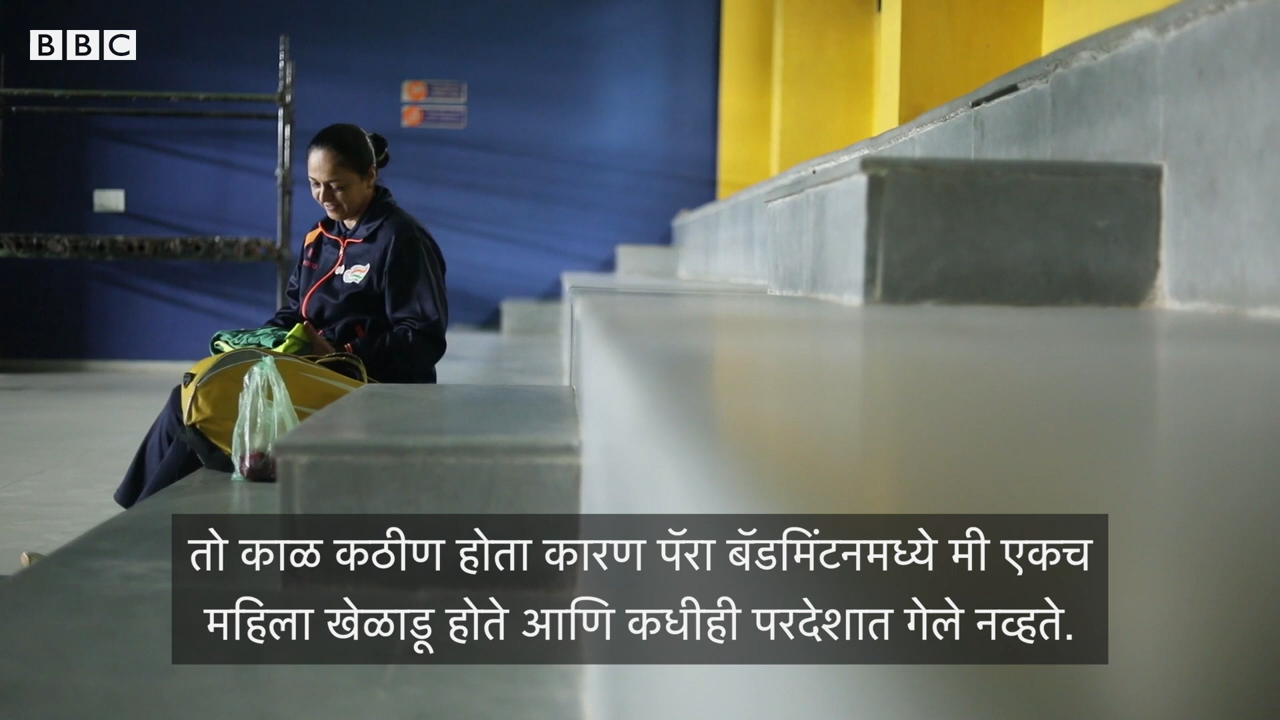 BBC
तो काळ कठीण होता कारण पॅरा बॅडमिंटनमध्ये मी एकच
महिला खेळाडू होते आणि कधीही परदेशात गेले नव्हते.